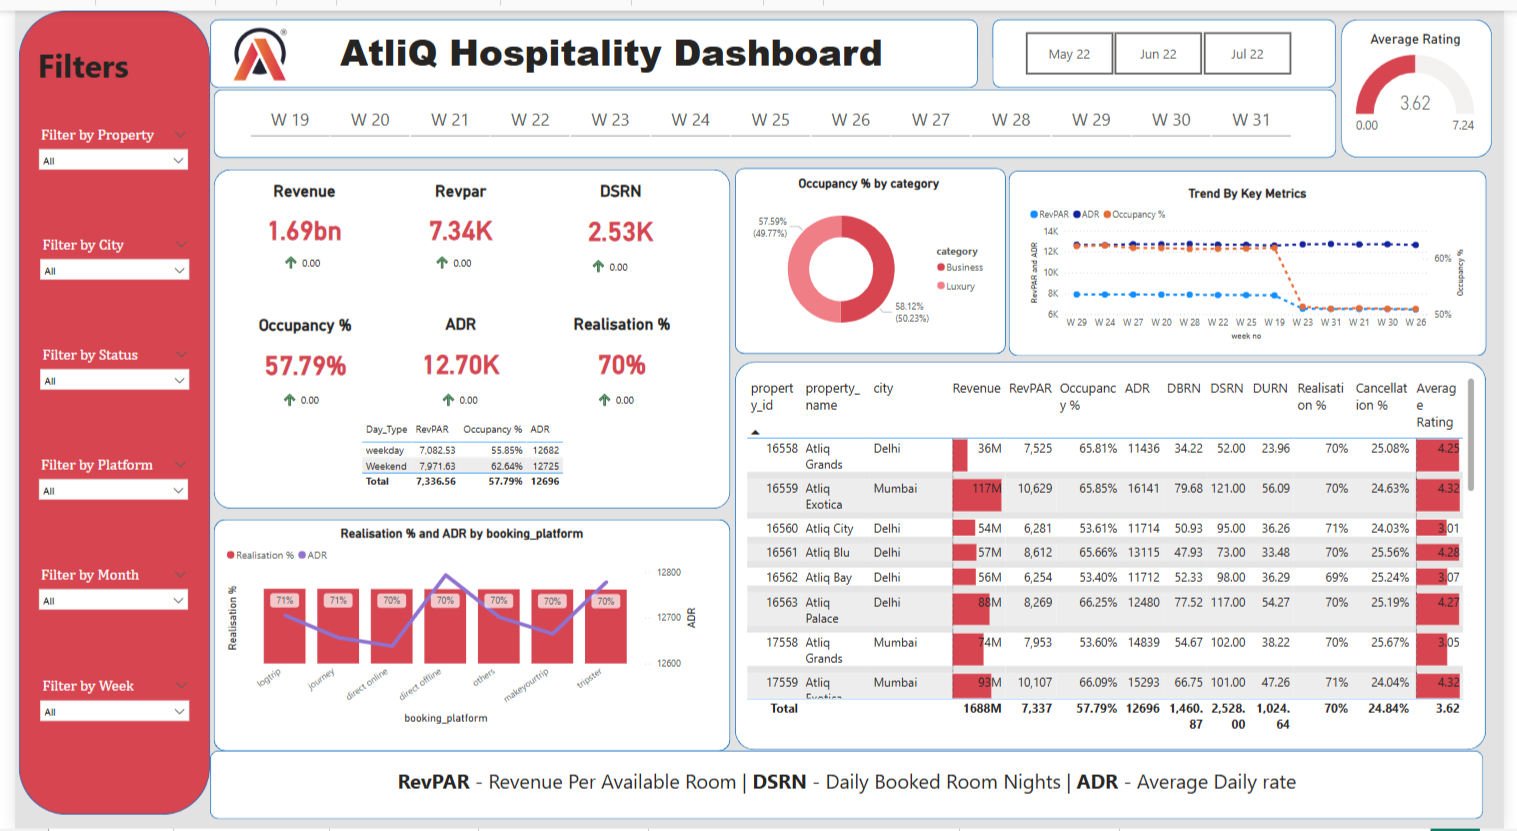 Filters
Filter by Property
All
Filter by City
All
Filter by Status
All
Filter by Platform
All
Filter by Month
All
Filter by Week
All
®
AtliQ Hospitality Dashboard
May 22 Jun 22 Jul 22
Average Rating
3.62
0.00 7.24
W 19 W 20 W 21 W 22 W 23 W 24 W 25 W 26 W 27 W 28 W 29 W 30 W 31
Revenue Revpar DSRN
1.69bn 7.34K 2.53K
0.00 0.00 0.00
Occupancy % ADR Realisation %
57.79% 12.70K 70%
0.00 0.00 0.00
Day_Type RevPAR Occupancy % ADR
weekday 7,082.53 55.85% 12682
Weekend 7,971.63 62.64% 12725
Total 7,336.56 57.79% 12696
Occupancy % by category
57.59%
(49.77%)
category
Business
Luxury
58.12%
(50.23%)
Trend By Key Metrics
RevPAR ADR Occupancy %
RevPAR and ADR
14K
12K
10K
8K
6K
60%
50%
Occupancy %
W 29 W 24 W 27 W 20 W 28 W 22 W 25 W 19 W 23 W 31 W 21 W 30 W 26
week no
Realisation % and ADR by booking_platform
Realisation % ADR
Realisation %
71% 71% 70% 70% 70% 70% 70%
12800
12700
12600
ADR
logtrip journey direct online direct offline others makeyourtrip tripster
booking_platform
propert property_ city Revenue RevPAR Occupanc ADR DBRN DSRN DURN Realisati Cancellat Averag
y_id name y % on % ion % e
Rating
16558 Atliq Delhi 36M 7,525 65.81% 11436 34.22 52.00 23.96 70% 25.08% 4.25
Grands
16559 Atliq Mumbai 117M 10,629 65.85% 16141 79.68 121.00 56.09 70% 24.63% 4.32
Exotica
16560 Atliq City Delhi 54M 6,281 53.61% 11714 50.93 95.00 36.26 71% 24.03% 3.01
16561 Atliq Blu Delhi 57M 8,612 65.66% 13115 47.93 73.00 33.48 70% 25.56% 4.28
16562 Atliq Bay Delhi 56M 6,254 53.40% 11712 52.33 98.00 36.29 69% 25.24% 3.07
16563 Atliq Delhi 88M 8,269 66.25% 12480 77.52 117.00 54.27 70% 25.19% 4.27
Palace
17558 Atliq Mumbai 74M 7,953 53.60% 14839 54.67 102.00 38.22 70% 25.67% 3.05
Grands
17559 Atliq Mumbai 93M 10,107 66.09% 15293 66.75 101.00 47.26 71% 24.04% 4.32
Exotica
Total 1688M 7,337 57.79% 12696 1,460. 2,528. 1,024. 70% 24.84% 3.62
87 00 64
RevPAR - Revenue Per Available Room | DSRN - Daily Booked Room Nights | ADR - Average Daily rate